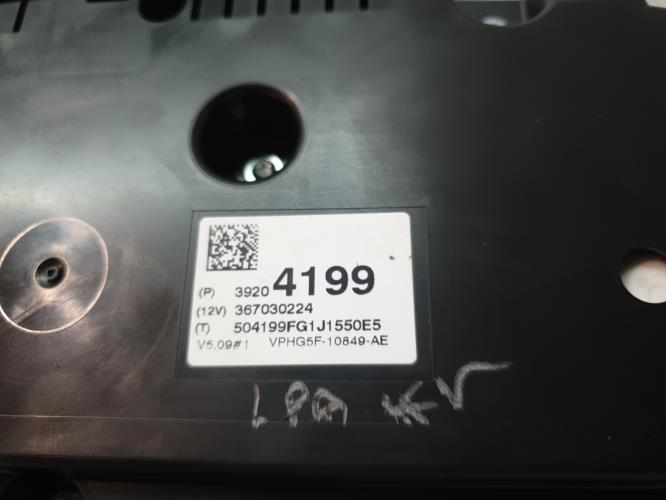 (P) 3920 4199
(12V) 367030224
(T) 504199FG1J1550E5
V5.09#1 VPHG5F-10849-AE